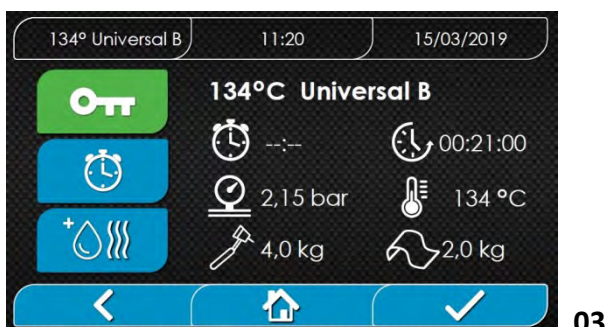 134° Universal B 11:20 15/03/2019
134°C Universal B
--:-- 00:21:00
2,15 bar 134 °C
4,0 kg 2,0 kg
03